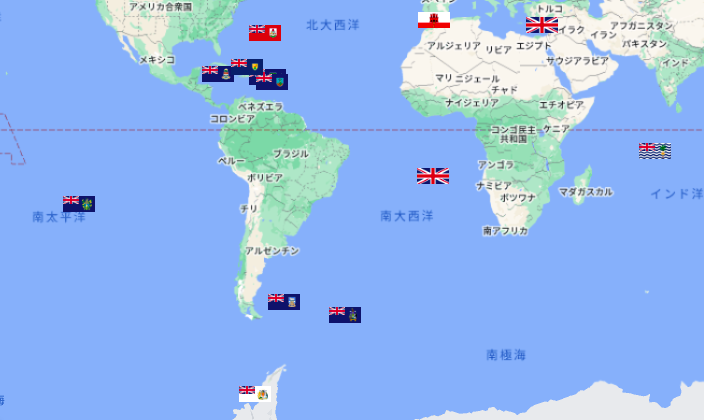 アメリカ合衆国
北大西洋
トルコ
アフガニスタン
イラク
イラン
アルジェリア
リビア
エジプト
パキスタン
メキシコ
サウジアラビア
インド
マリ
ニジェール
チャド
ベネズエラ
ナイジェリア
エチオピア
コロンビア
コンゴ民主
共和国
ケニア
ペルー
ブラジル
アンゴラ
ボリビア
ナミビア
ボツワナ
マダガスカル
インド洋
南太平洋
チリ
南大西洋
南アフリカ
アルゼンチン
南極海